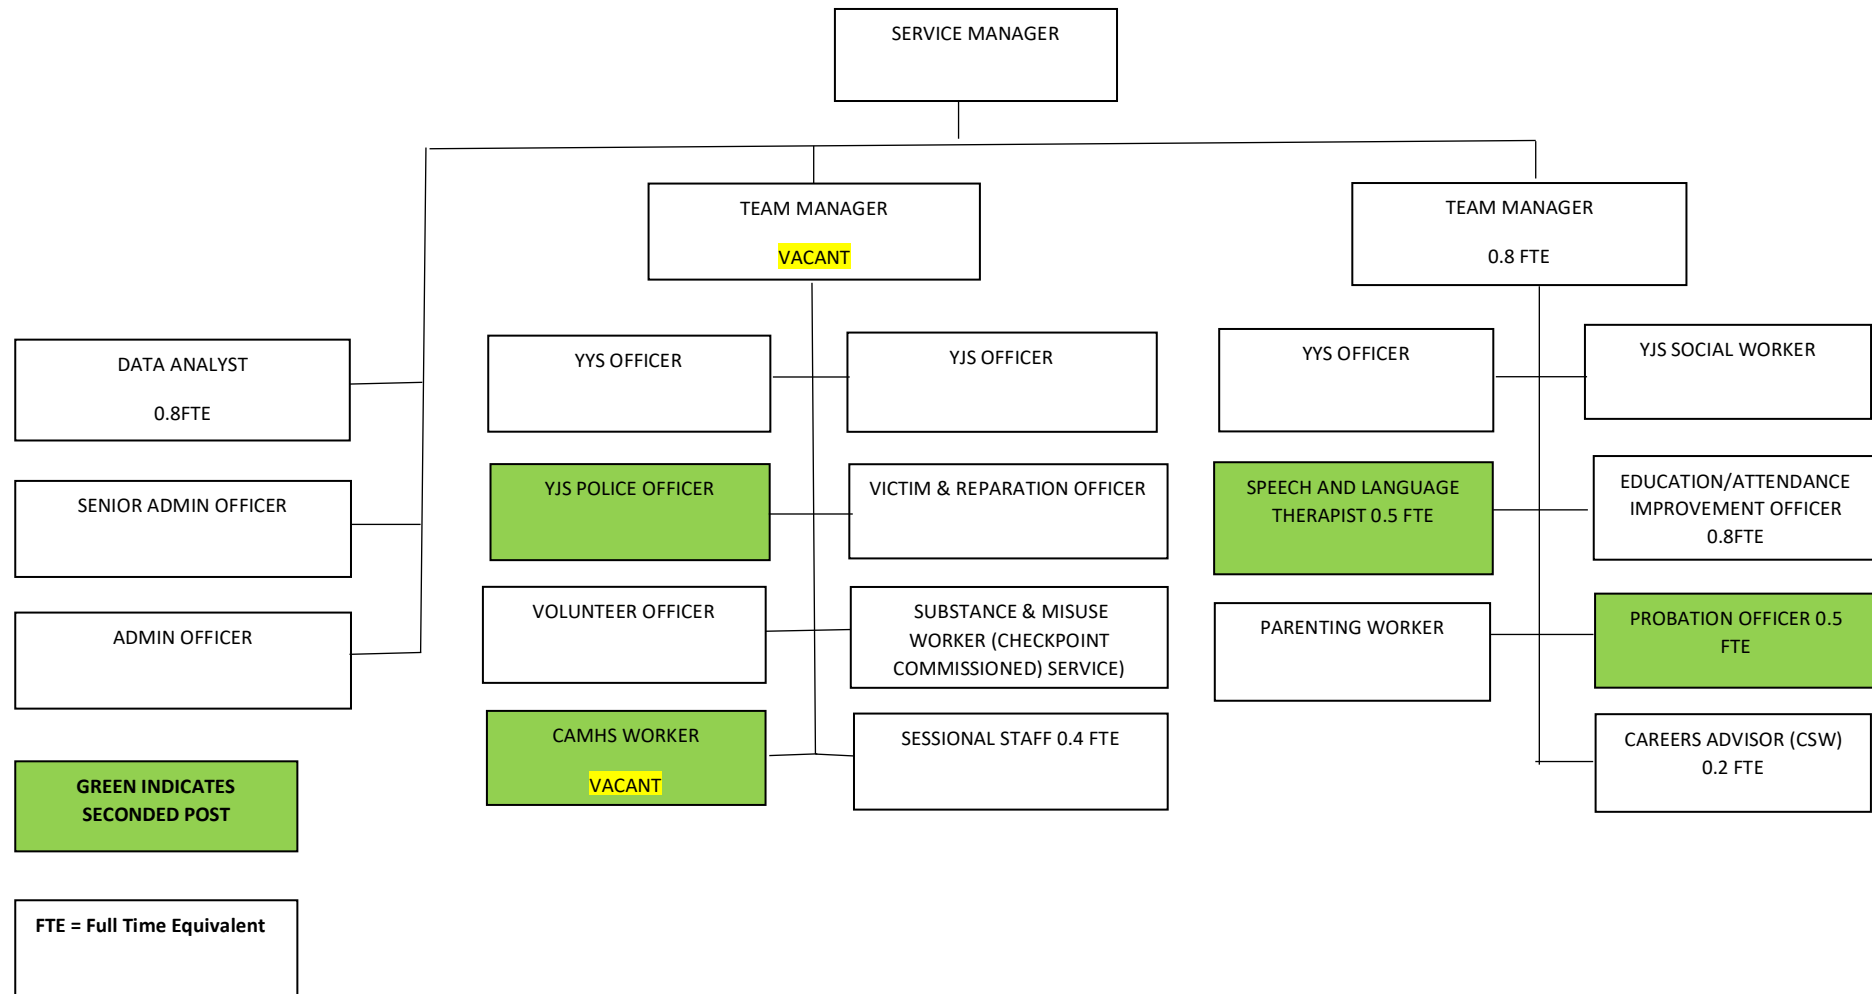 SERVICE MANAGER
TEAM MANAGER
VACANT
TEAM MANAGER
0.8 FTE
DATA ANALYST
0.8FTE
SENIOR ADMIN OFFICER
ADMIN OFFICER
YYS OFFICER
YJS OFFICER
YJS POLICE OFFICER
VICTIM & REPARATION OFFICER
VOLUNTEER OFFICER
SUBSTANCE & MISUSE
WORKER (CHECKPOINT
COMMISSIONED) SERVICE)
CAMHS WORKER
VACANT
SESSIONAL STAFF 0.4 FTE
YYS OFFICER
YJS SOCIAL WORKER
SPEECH AND LANGUAGE
THERAPIST 0.5 FTE
EDUCATION/ATTENDANCE
IMPROVEMENT OFFICER
0.8FTE
PARENTING WORKER
PROBATION OFFICER 0.5
FTE
CAREERS ADVISOR (CSW)
0.2 FTE
GREEN INDICATES
SECONDED POST
FTE = Full Time Equivalent